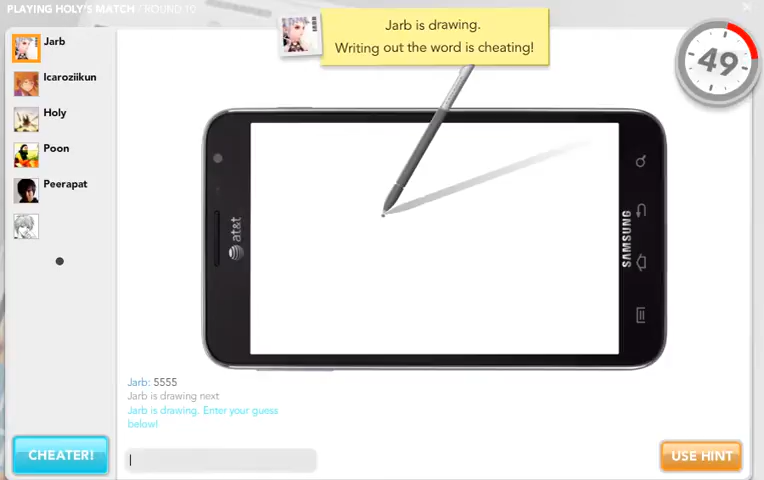 PLAYING HOLY'S MATCH / ROUND 10
Jarb is drawing.
Writing out the word is cheating!
49
Jarb
Icaroziikun
Holy
Poon
Peerapat
at&t
SAMSUNG
Jarb: 5555
Jarb is drawing next
Jarb is drawing. Enter your guess
below!
CHEATER!
USE HINT